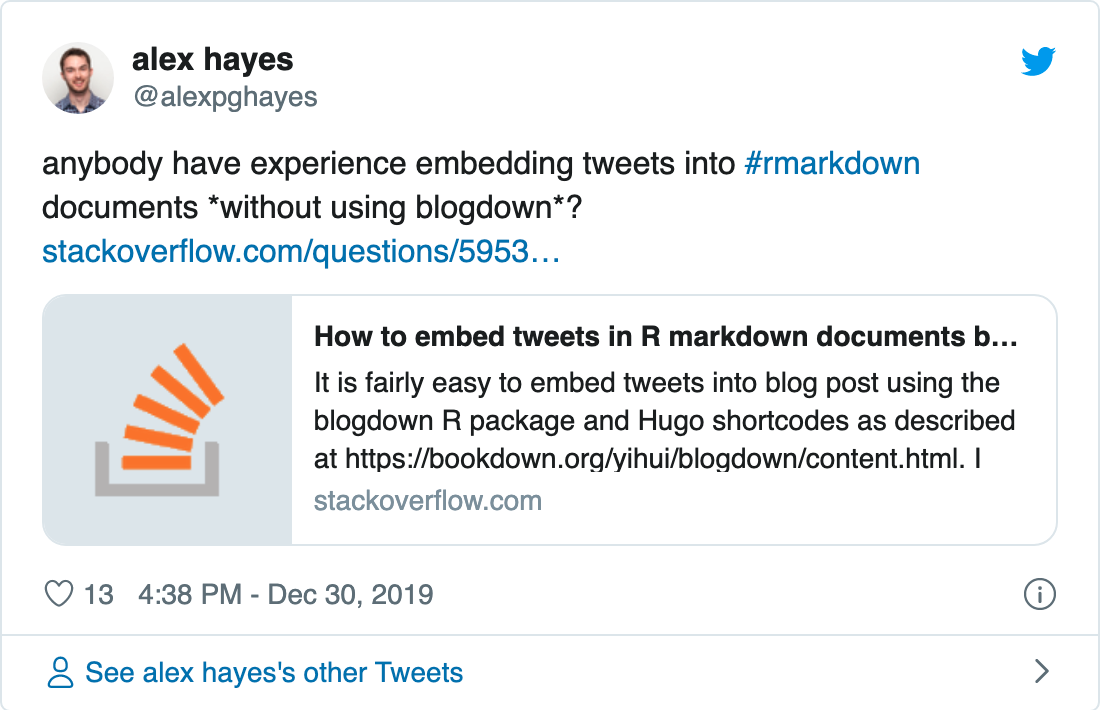 alex hayes
@alexpghayes
anybody have experience embedding tweets into #rmarkdown
documents *without using blogdown*?
stackoverflow.com/questions/5953…
How to embed tweets in R markdown documents b...
It is fairly easy to embed tweets into blog post using the
blogdown R package and Hugo shortcodes as described
at https://bookdown.org/yihui/blogdown/content.html. I
stackoverflow.com
13 4:38 PM - Dec 30, 2019
See alex hayes's other Tweets